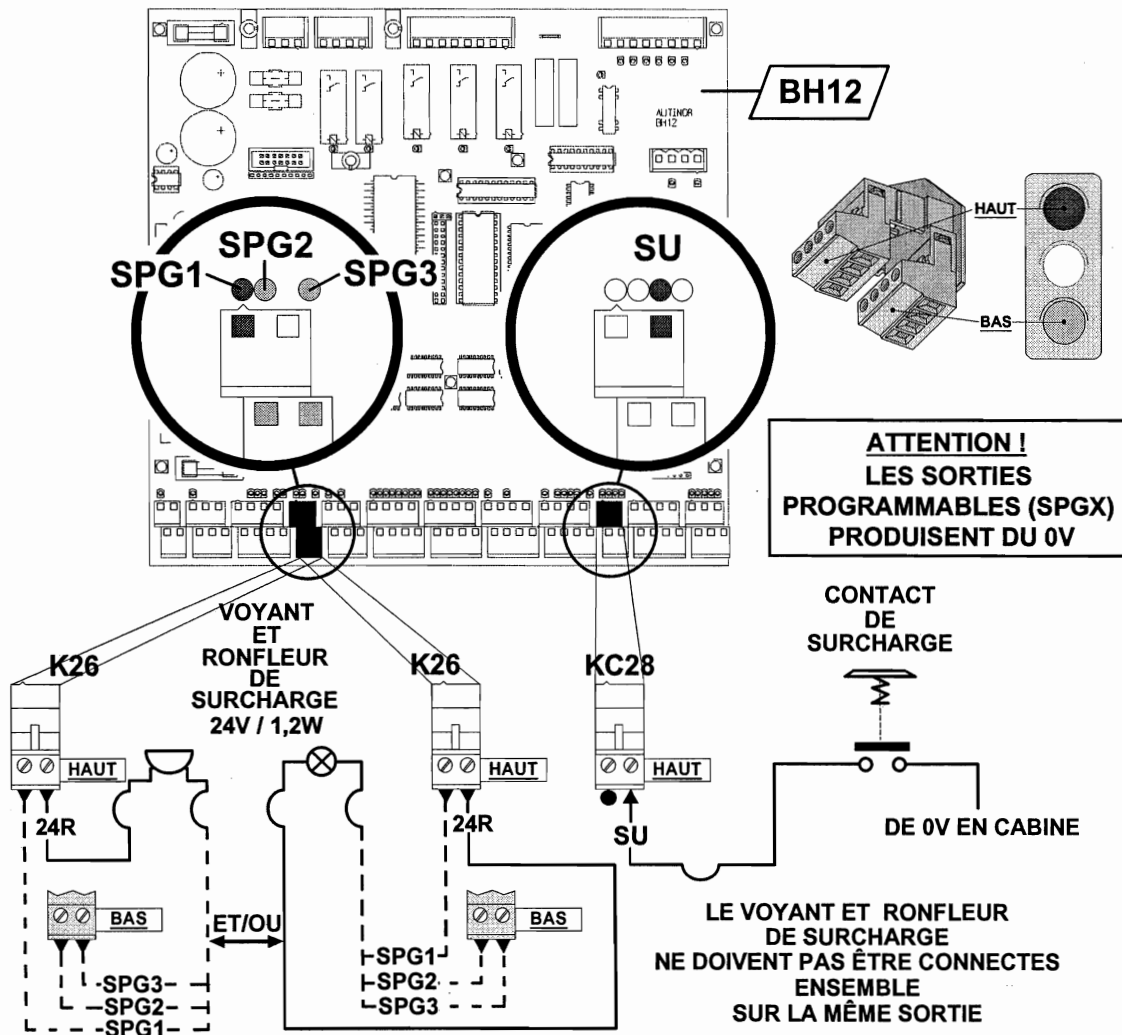 BH12
AUTINOR
BH12
SPG2
SPG1
SPG3
SU
HAUT
BAS
ATTENTION !
LES SORTIES
PROGRAMMABLES (SPGX)
PRODUISENT DU 0V
VOYANT
ET
RONFLEUR
DE
SURCHARGE
24V / 1,2W
CONTACT
DE
SURCHARGE
K26
K26
KC28
HAUT
HAUT
HAUT
24R
24R
SU
DE 0V EN CABINE
BAS
ET/OU
BAS
SPG3
SPG2
SPG1
SPG1
SPG2
SPG3
LE VOYANT ET RONFLEUR
DE SURCHARGE
NE DOIVENT PAS ÊTRE CONNECTES
ENSEMBLE
SUR LA MÊME SORTIE